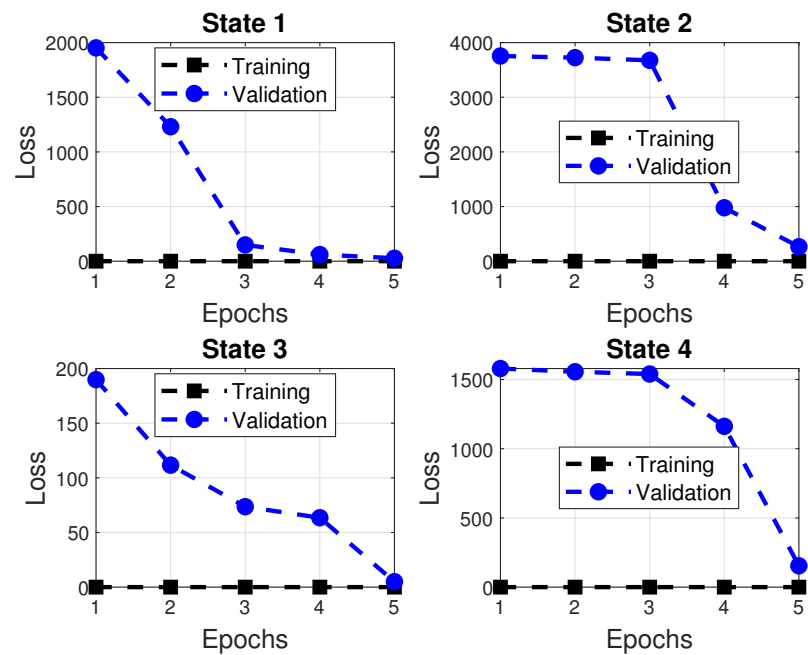 State 1
2000
1500
1000
500
0
Loss
Training
Validation
1 2 3 4 5
Epochs
State 2
4000
3000
2000
1000
0
Loss
Training
Validation
1 2 3 4 5
Epochs
State 3
200
150
100
50
0
Loss
Training
Validation
1 2 3 4 5
Epochs
State 4
1500
1000
500
0
Loss
Training
Validation
1 2 3 4 5
Epochs